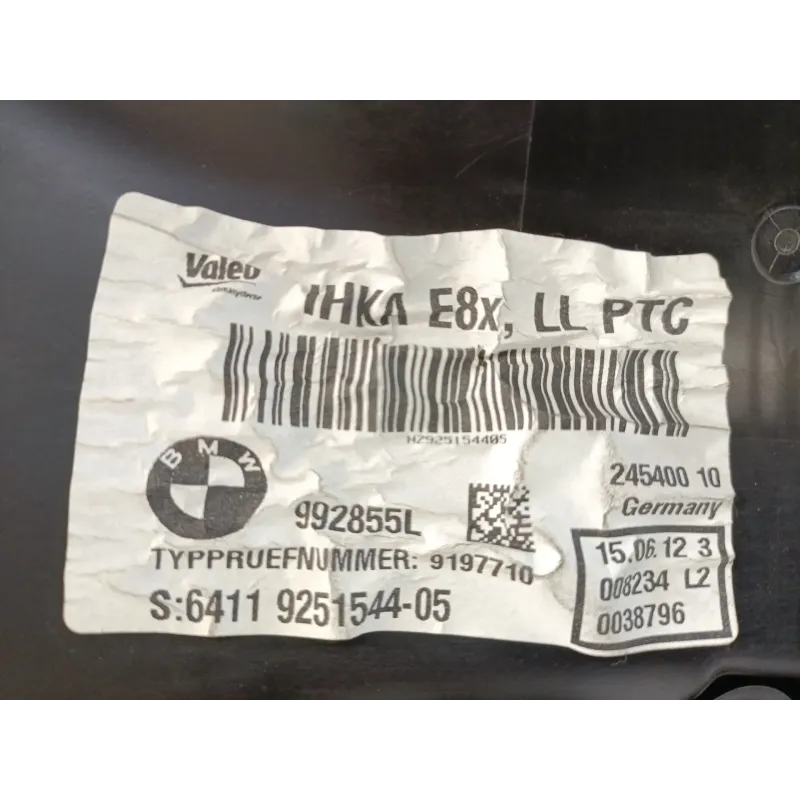 Valeo
IHKA E8x, LL PTC
HZ925154405
BMW
992855L
245400 10
Germany
TYPPRUEFNUMMER: 9197710
15.06.12 3
008234 L2
0038796
S:6411 9251544-05